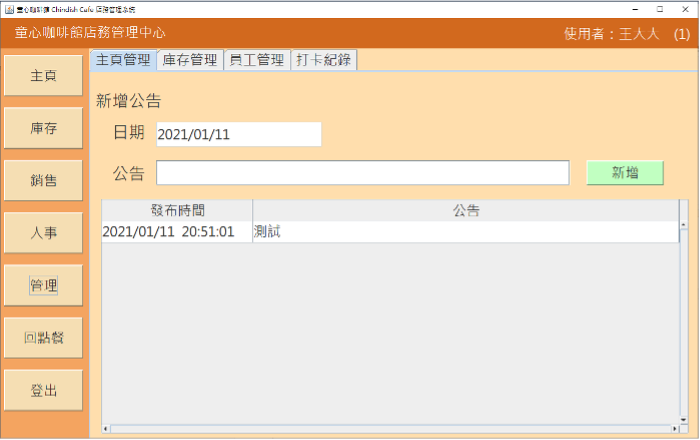 童心咖啡館 Chindish Cafe 店務管理系統
童心咖啡館店務管理中心
使用者：王人人 (1)
主頁
庫存
銷售
人事
管理
回點餐
登出
主頁管理 庫存管理 員工管理 打卡紀錄
新增公告
日期 2021/01/11
公告 新增
發布時間 公告
2021/01/11 20:51:01 測試